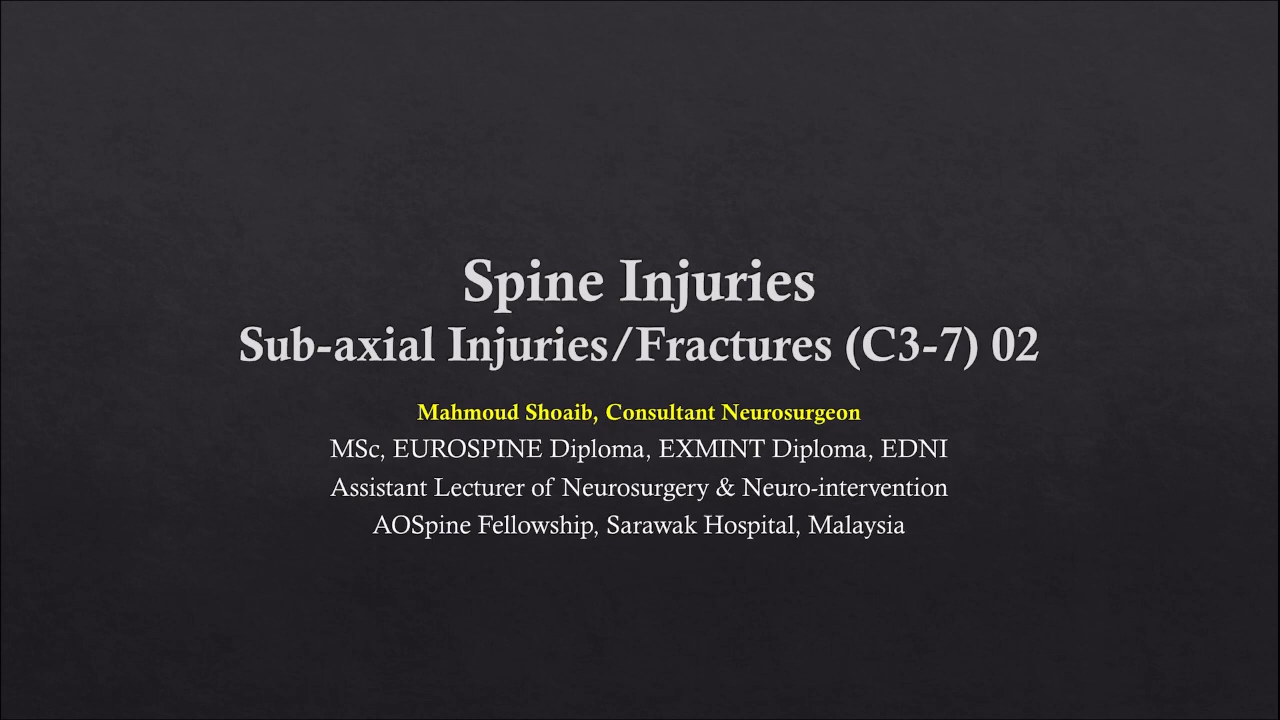 Spine Injuries
Sub-axial Injuries/Fractures (C3-7) 02
Mahmoud Shoaib, Consultant Neurosurgeon
MSc, EUROSPINE Diploma, EXMINT Diploma, EDNI
Assistant Lecturer of Neurosurgery & Neuro-intervention
AOSpine Fellowship, Sarawak Hospital, Malaysia